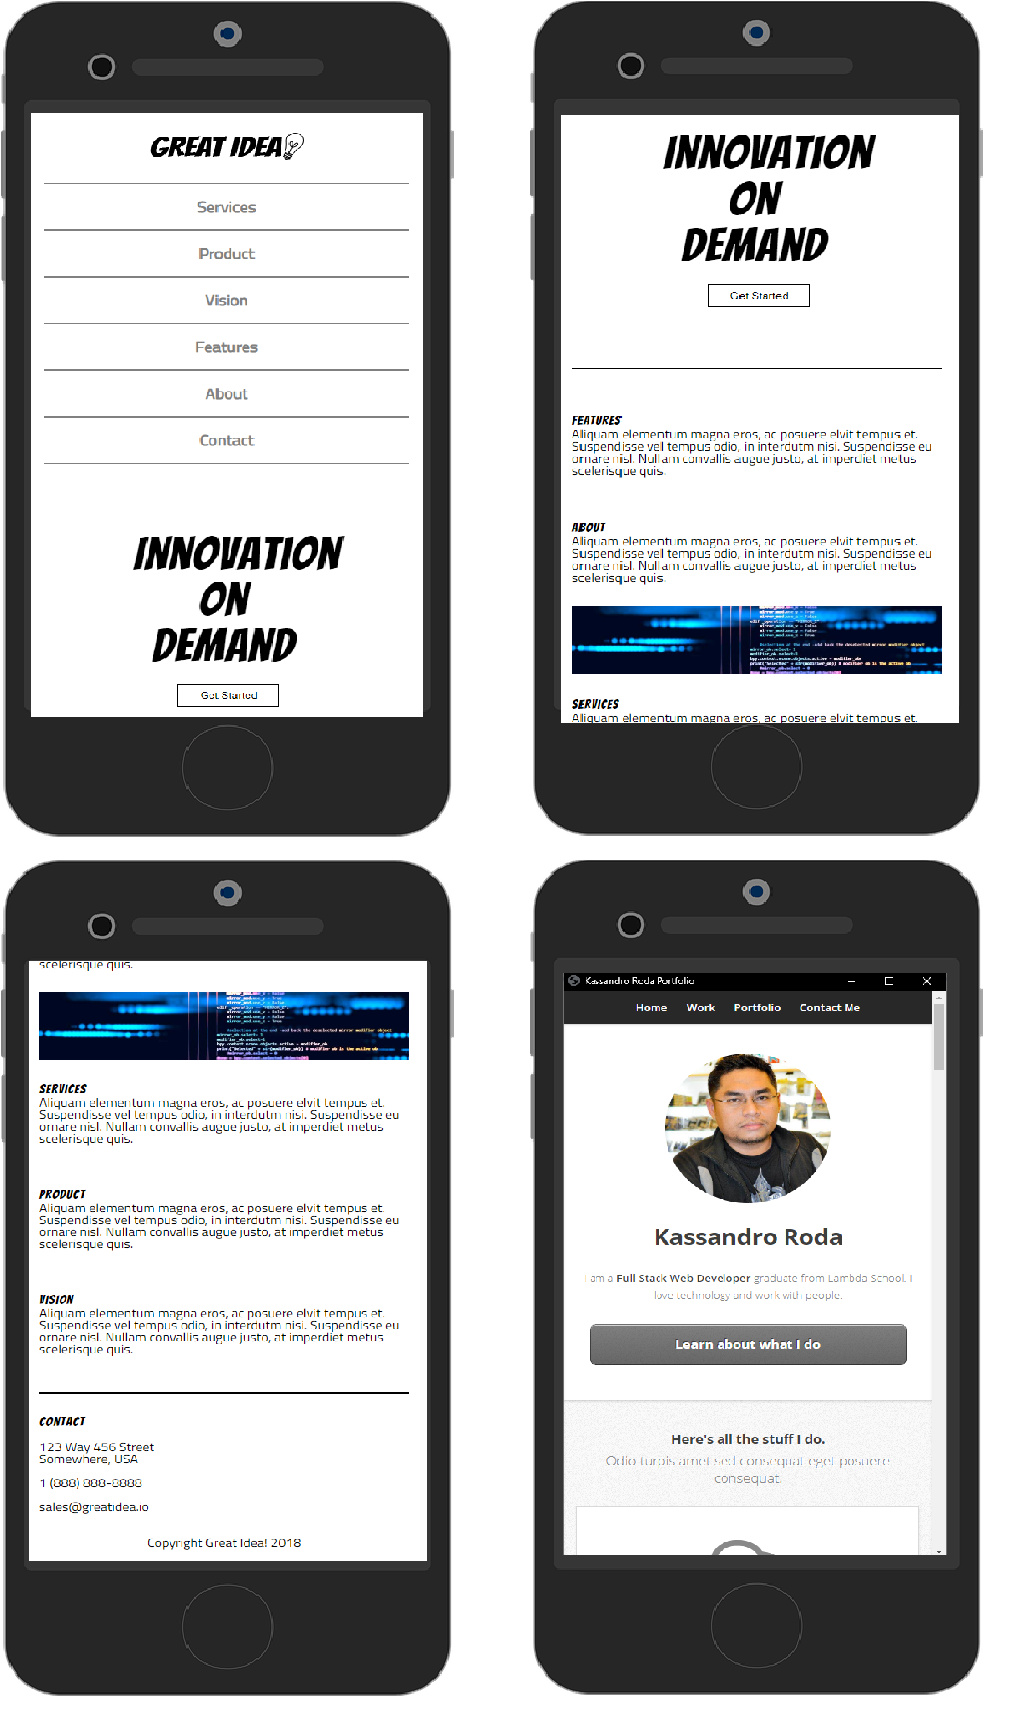 GREAT IDEA
Services
Product
Vision
Features
About
Contact
INNOVATION
ON
DEMAND
Get Started
INNOVATION
ON
DEMAND
Get Started
FEATURES
Aliquam elementum magna eros, ac posuere elvit tempus et.
Suspendisse vel tempus odio, in interdutm nisi. Suspendisse eu
ornare nisl. Nullam convallis augue justo, at imperdiet metus
scelerisque quis.
ABOUT
Aliquam elementum magna eros, ac posuere elvit tempus et.
Suspendisse vel tempus odio, in interdutm nisi. Suspendisse eu
ornare nisl. Nullam convallis augue justo, at imperdiet metus
scelerisque quis.
SERVICES
Aliquam elementum magna eros, ac posuere elvit tempus et.
scelerisque quis.
SERVICES
Aliquam elementum magna eros, ac posuere elvit tempus et.
Suspendisse vel tempus odio, in interdutm nisi. Suspendisse eu
ornare nisl. Nullam convallis augue justo, at imperdiet metus
scelerisque quis.
PRODUCT
Aliquam elementum magna eros, ac posuere elvit tempus et.
Suspendisse vel tempus odio, in interdutm nisi. Suspendisse eu
ornare nisl. Nullam convallis augue justo, at imperdiet metus
scelerisque quis.
VISION
Aliquam elementum magna eros, ac posuere elvit tempus et.
Suspendisse vel tempus odio, in interdutm nisi. Suspendisse eu
ornare nisl. Nullam convallis augue justo, at imperdiet metus
scelerisque quis.
CONTACT
123 Way 456 Street
Somewhere, USA
1 (888) 888-8888
sales@greatidea.io
Copyright Great Idea! 2018
Kassandro Roda Portfolio
Home Work Portfolio Contact Me
Kassandro Roda
I am a Full Stack Web Developer graduate from Lambda School. I
love technology and work with people.
Learn about what I do
Here's all the stuff I do.
Odio turpis amet sed consequat eget posuere
consequat.